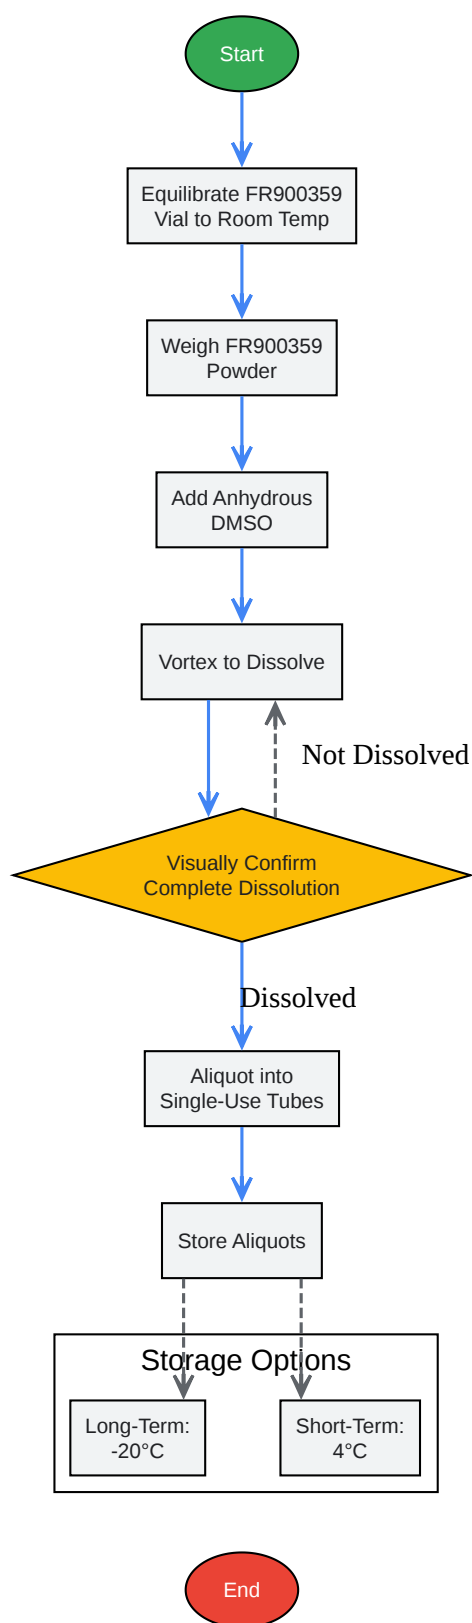 Start
Equilibrate FR900359
Vial to Room Temp
Weigh FR900359
Powder
Add Anhydrous
DMSO
Vortex to Dissolve
Not Dissolved
Visually Confirm
Complete Dissolution
Dissolved
Aliquot into
Single-Use Tubes
Store Aliquots
Storage Options
Long-Term:
-20°C
Short-Term:
4°C
End